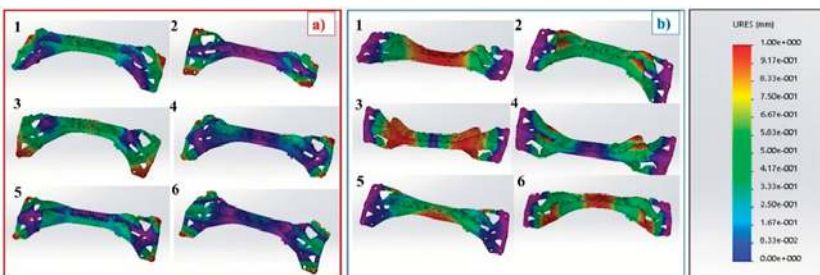 a)
1
2
3
4
5
6
b)
1
2
3
4
5
6
URES (mm)
1.00e+000
9.17e-001
8.33e-001
7.50e-001
6.67e-001
5.83e-001
5.00e-001
4.17e-001
3.33e-001
2.50e-001
1.67e-001
8.33e-002
0.00e+000